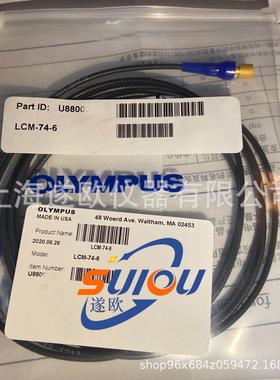 Part ID: U8800
LCM-74-6
OLYMPUS
上海遂欧仪器有限公司
OLYMPUS
MADE IN USA
48 Woerd Ave. Waltham, MA 02453
Product Name
2020.06.26
LCM-74-6
Model:
LCM-74-6
Item Number
U880
SUIOU
遂欧